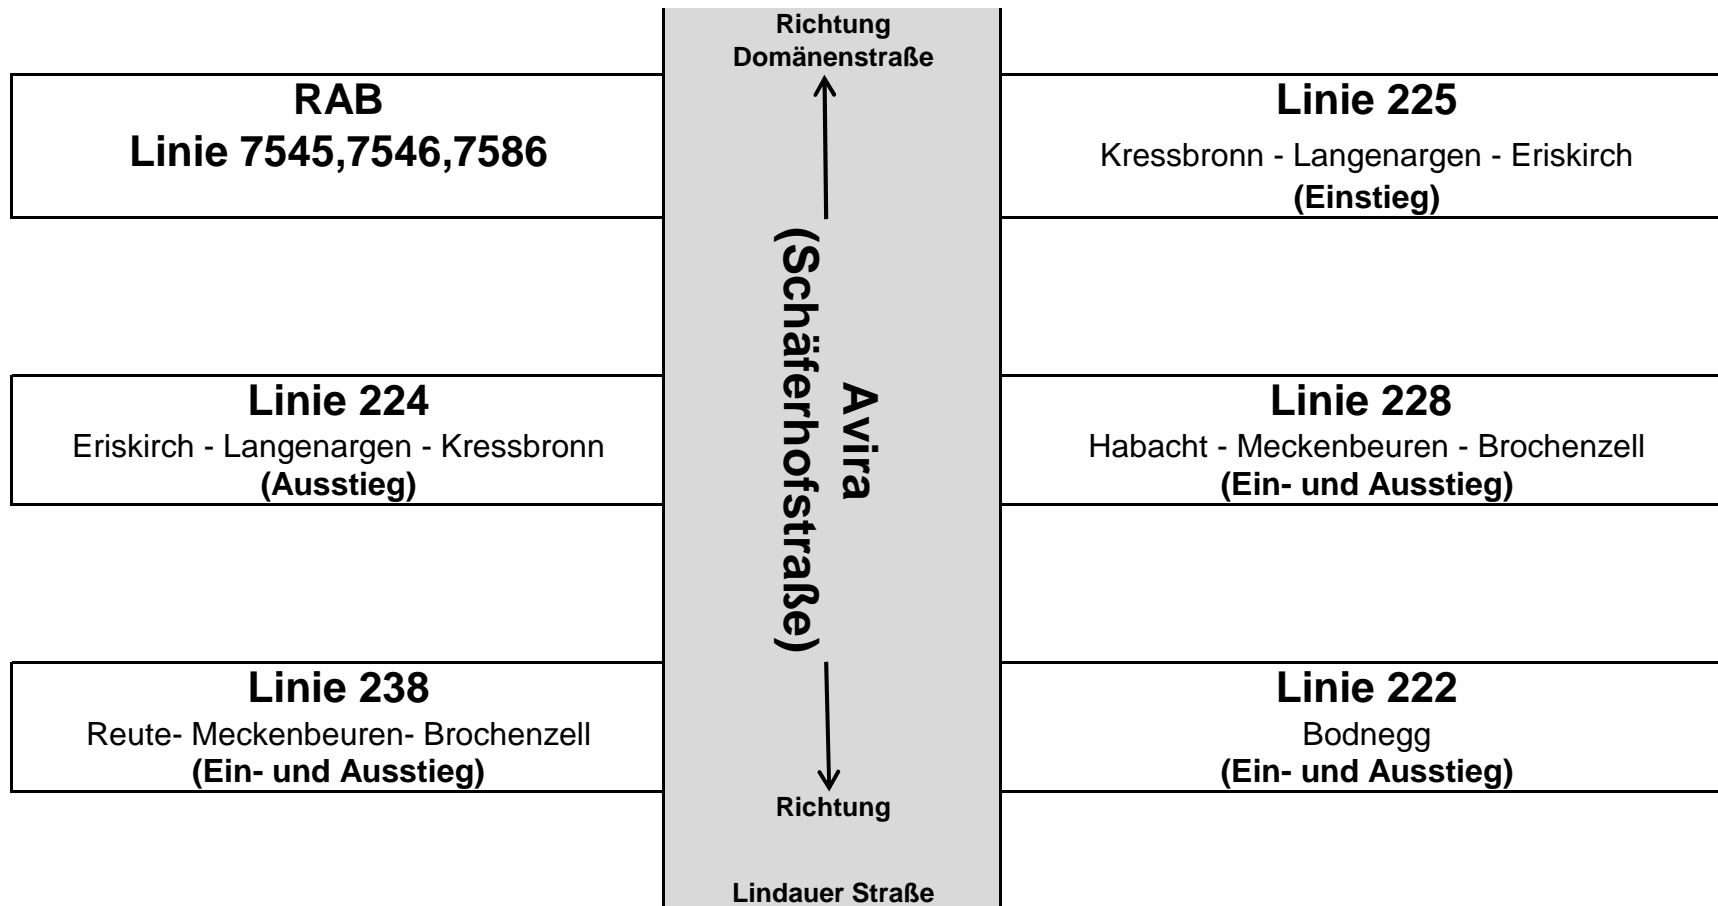 Richtung
Domänenstraße
RAB
Linie 7545,7546,7586
Linie 225
Kressbronn - Langenargen - Eriskirch
(Einstieg)
Avira
(Schäferhofstraße)
Linie 224
Eriskirch - Langenargen - Kressbronn
(Ausstieg)
Linie 228
Habacht - Meckenbeuren - Brochenzell
(Ein- und Ausstieg)
Linie 238
Reute- Meckenbeuren- Brochenzell
(Ein- und Ausstieg)
Linie 222
Bodnegg
(Ein- und Ausstieg)
Richtung
Lindauer Straße